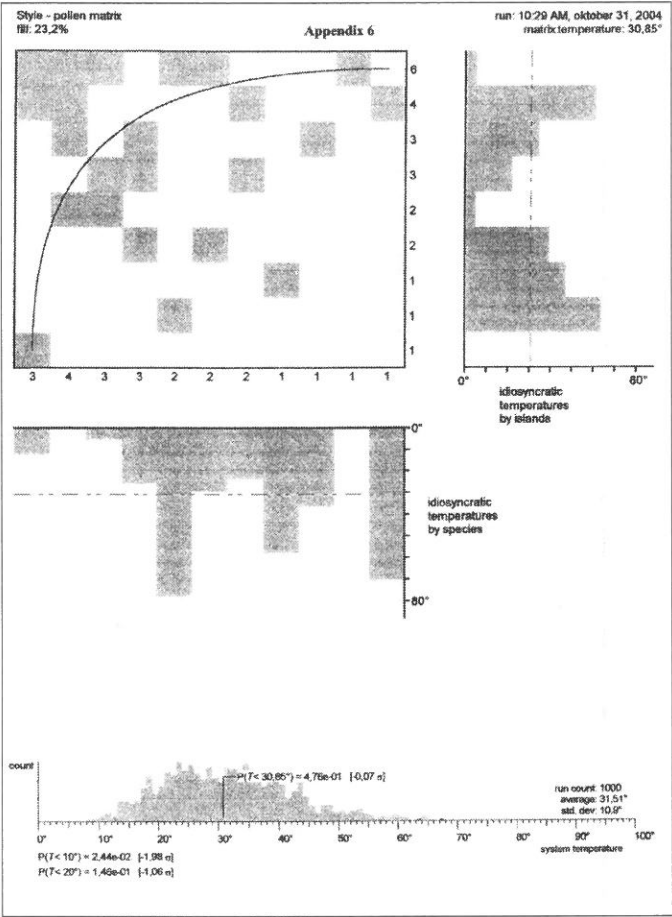 Style - pollen matrix
fill: 23,2%
Appendix 6
run: 10:29 AM, oktober 31, 2004
matrix temperature: 30,85°
6
4
3
3
2
2
1
1
1
3 4 3 3 2 2 2 1 1 1 1
0° 80°
idiosyncratic
temperatures
by islands
0°
idiosyncratic
temperatures
by species
80°
count
P(T< 30,85°) = 4,76e-01 [-0,07 σ]
run count: 1000
average: 31,51°
std. dev: 10,9°
0° 10° 20° 30° 40° 50° 60° 70° 80° 90° 100°
system temperature
P(T< 10°) = 2,44e-02 [-1,98 σ]
P(T< 20°) = 1,46e-01 [-1,06 σ]